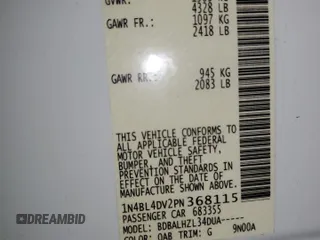 GVWR:
4328 LB
GAWR FR.: 1097 KG
2418 LB
GAWR RR.: 945 KG
2083 LB
THIS VEHICLE CONFORMS TO
ALL APPLICABLE FEDERAL
MOTOR VEHICLE SAFETY,
BUMPER, AND THEFT
PREVENTION STANDARDS IN
EFFECT ON THE DATE OF
MANUFACTURE SHOWN ABOVE.
1N4BL4DV2PN368115
PASSENGER CAR 683355
MODEL: BDBALHZL34DUA-----
COLOR: QAB TRIM: G 9N00A
DREAMBID